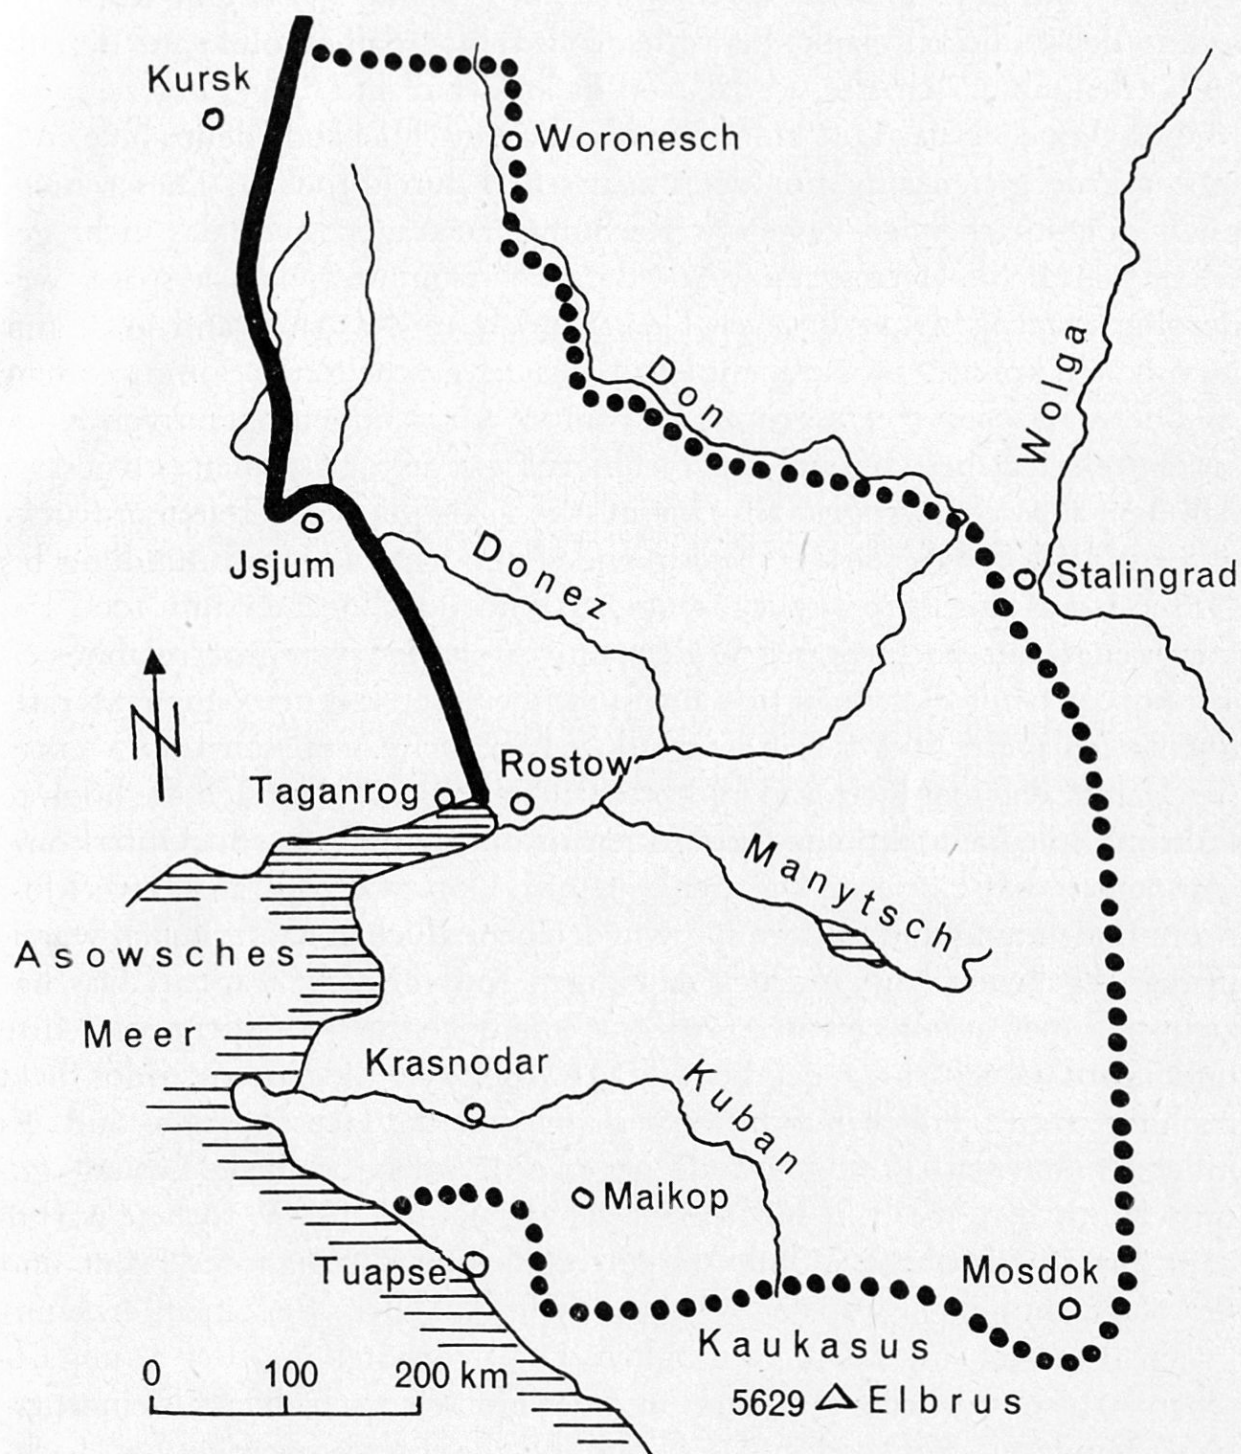 Kursk
Woronesch
Don
Wolga
Donez
Jsjum
Stalingrad
N
Rostow
Taganrog
Manytsch
Asowsches
Meer
Krasnodar
Kuban
Maikop
Tuapse
Mosdok
Kaukasus
0 100 200 km
5629 Elbrus